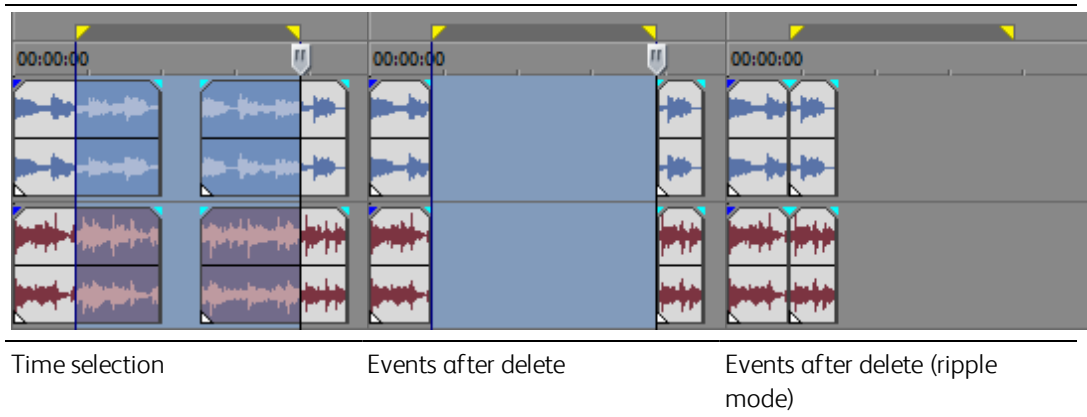 00:00:00 00:00:00 00:00:00
Time selection Events after delete Events after delete (ripple
mode)